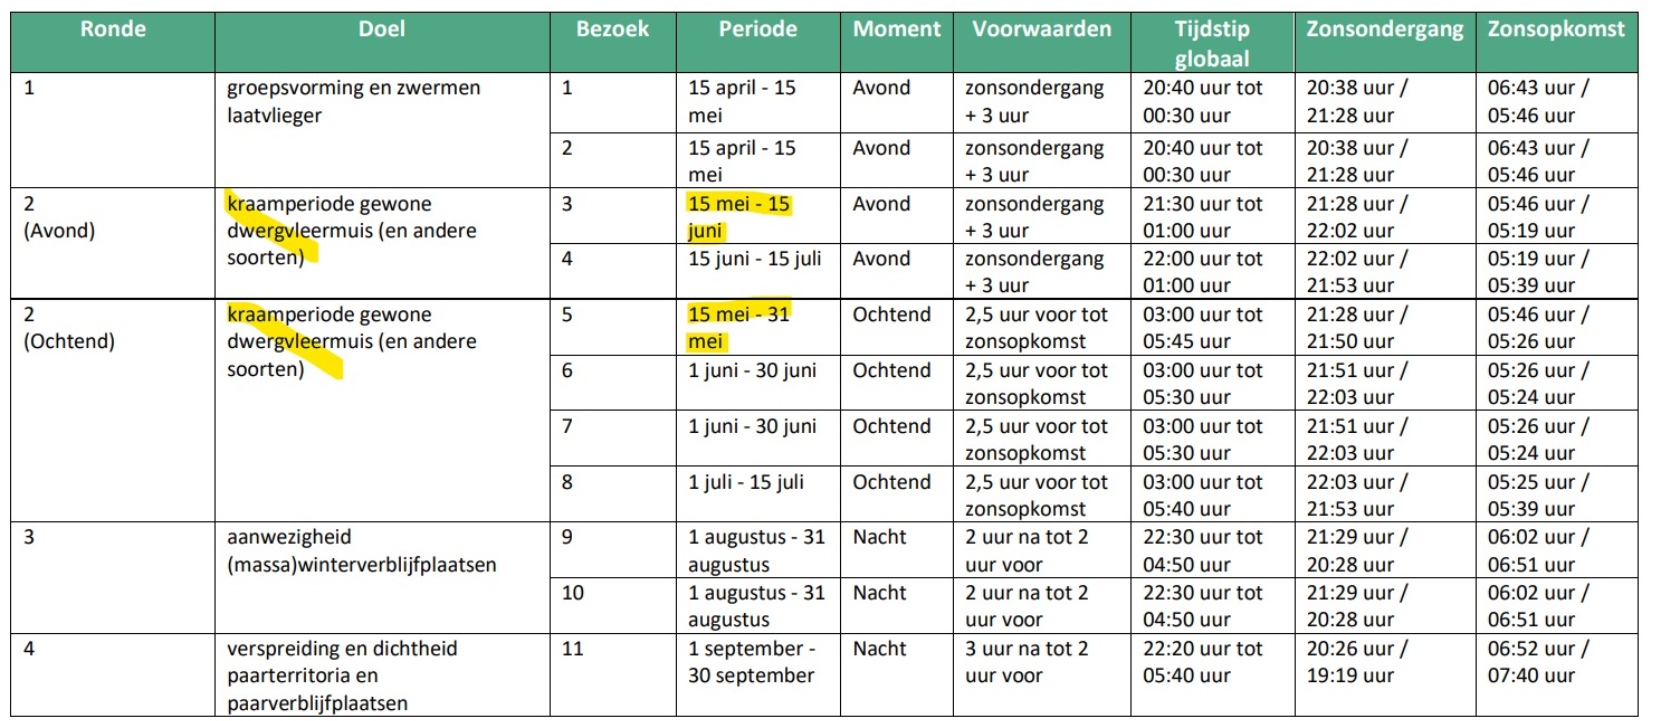 Ronde Doel Bezoek Periode Moment Voorwaarden Tijdstip globaal Zonsondergang Zonsopkomst
1 groepsvorming en zwermen laatvlieger 1 15 april - 15 mei Avond zonsondergang + 3 uur 20:40 uur tot 00:30 uur 20:38 uur / 21:28 uur 06:43 uur / 05:46 uur
2 15 april - 15 mei Avond zonsondergang + 3 uur 20:40 uur tot 00:30 uur 20:38 uur / 21:28 uur 06:43 uur / 05:46 uur
2 (Avond) kraamperiode gewone dwergvleermuis (en andere soorten) 3 15 mei - 15 juni Avond zonsondergang + 3 uur 21:30 uur tot 01:00 uur 21:28 uur / 22:02 uur 05:46 uur / 05:19 uur
4 15 juni - 15 juli Avond zonsondergang + 3 uur 22:00 uur tot 01:00 uur 22:02 uur / 21:53 uur 05:19 uur / 05:39 uur
2 (Ochtend) kraamperiode gewone dwergvleermuis (en andere soorten) 5 15 mei - 31 mei Ochtend 2,5 uur voor tot zonsopkomst 03:00 uur tot 05:45 uur 21:28 uur / 21:50 uur 05:46 uur / 05:26 uur
6 1 juni - 30 juni Ochtend 2,5 uur voor tot zonsopkomst 03:00 uur tot 05:30 uur 21:51 uur / 22:03 uur 05:26 uur / 05:24 uur
7 1 juni - 30 juni Ochtend 2,5 uur voor tot zonsopkomst 03:00 uur tot 05:30 uur 21:51 uur / 22:03 uur 05:26 uur / 05:24 uur
8 1 juli - 15 juli Ochtend 2,5 uur voor tot zonsopkomst 03:00 uur tot 05:40 uur 22:03 uur / 21:53 uur 05:25 uur / 05:39 uur
3 aanwezigheid (massa)winterverblijfplaatsen 9 1 augustus - 31 augustus Nacht 2 uur na tot 2 uur voor 22:30 uur tot 04:50 uur 21:29 uur / 20:28 uur 06:02 uur / 06:51 uur
10 1 augustus - 31 augustus Nacht 2 uur na tot 2 uur voor 22:30 uur tot 04:50 uur 21:29 uur / 20:28 uur 06:02 uur / 06:51 uur
4 verspreiding en dichtheid paarterritoria en paarverblijfplaatsen 11 1 september - 30 september Nacht 3 uur na tot 2 uur voor 22:20 uur tot 05:40 uur 20:26 uur / 19:19 uur 06:52 uur / 07:40 uur